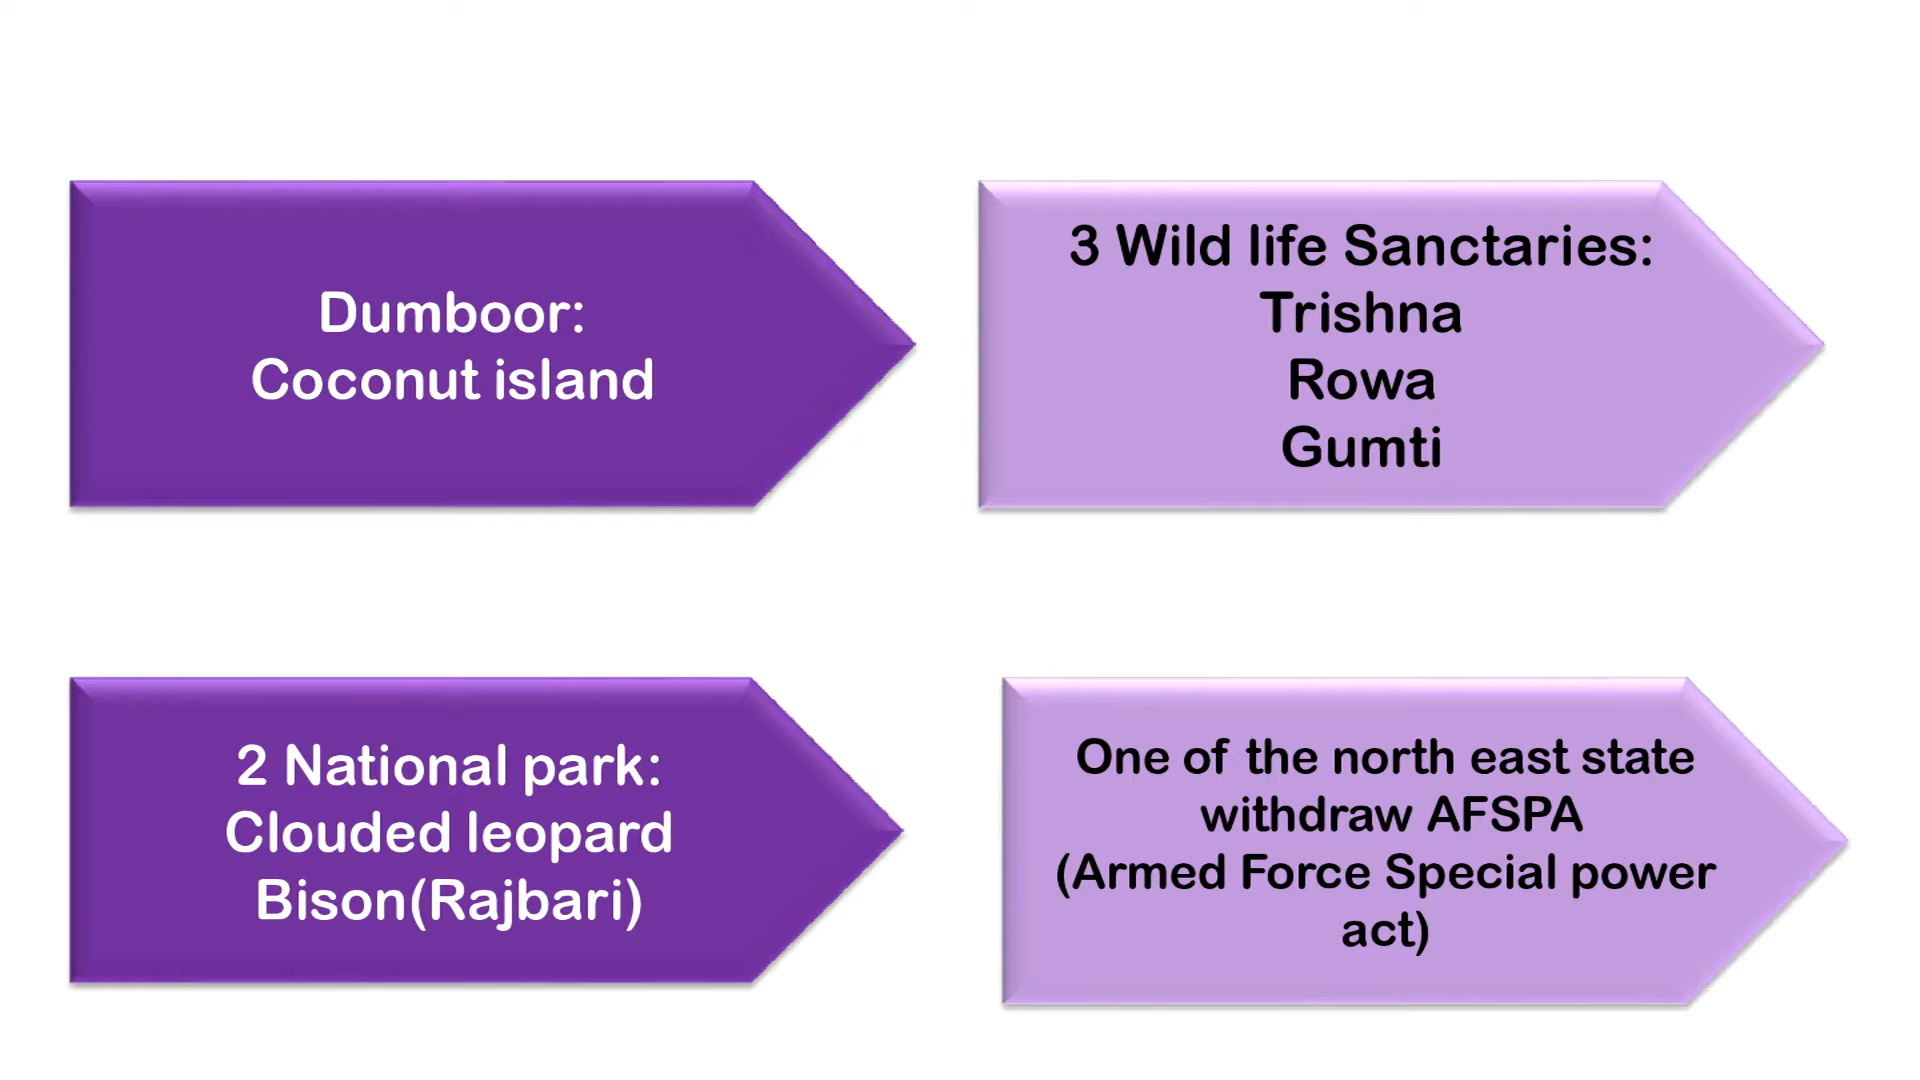 Dumboor:
Coconut island
3 Wild life Sanctaries:
Trishna
Rowa
Gumti
2 National park:
Clouded leopard
Bison(Rajbari)
One of the north east state
withdraw AFSPA
(Armed Force Special power
act)